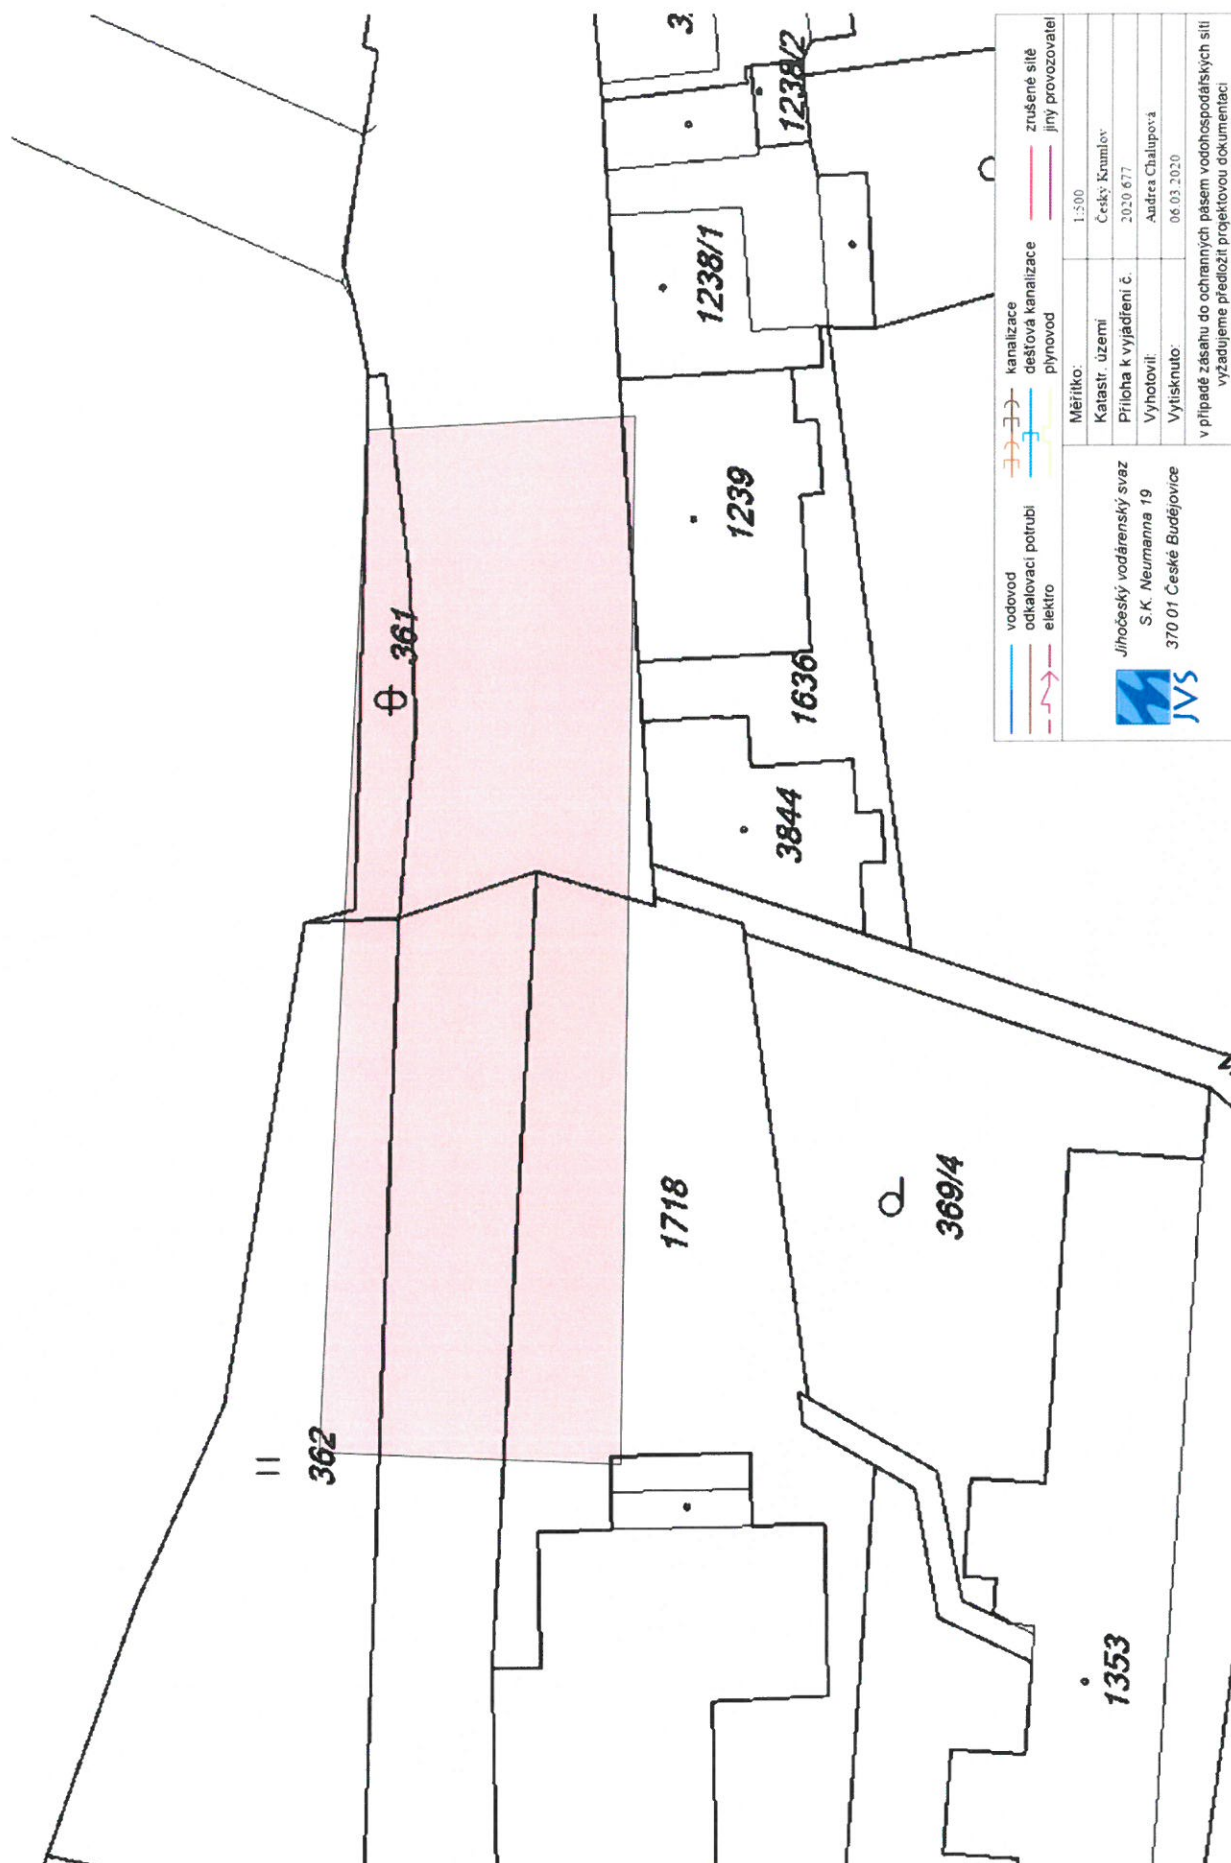 362
361
1718
369/4
1353
3844
1636
1239
1238/1
1238/2
3
vodovod
odkalovací potrubí
elektro
kanalizace
dešťová kanalizace
plynovod
zrušené sítě
jiný provozovatel
JVS
Jihočeský vodárenský svaz
S.K. Neumanna 19
370 01 České Budějovice
Měřítko: 1:500
Katastr. území Český Krumlov
Příloha k vyjádření č. 2020 677
Vyhotovil: Andrea Chalupová
Vytisknuto: 06.03.2020
v případě zásahu do ochranných pásem vodohospodářských sítí
vyžadujeme předložit projektovou dokumentaci